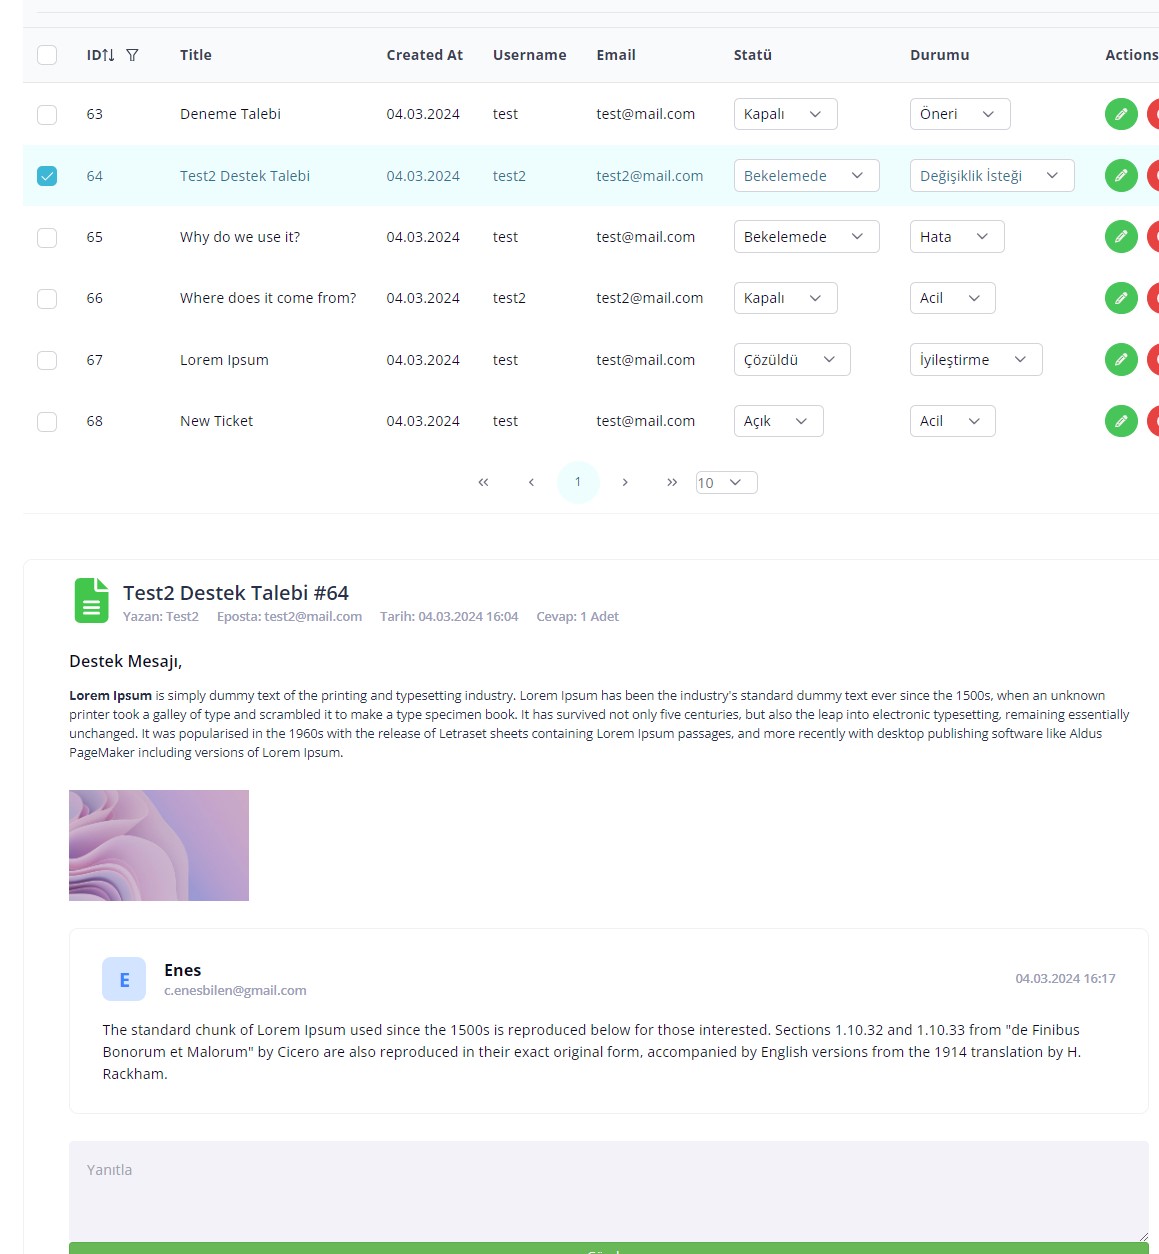 ID Title Created At Username Email Statü Durumu Actions
63 Deneme Talebi 04.03.2024 test test@mail.com Kapalı Öneri
64 Test2 Destek Talebi 04.03.2024 test2 test2@mail.com Bekelemede Değişiklik İsteği
65 Why do we use it? 04.03.2024 test test@mail.com Bekelemede Hata
66 Where does it come from? 04.03.2024 test2 test2@mail.com Kapalı Acil
67 Lorem Ipsum 04.03.2024 test test@mail.com Çözüldü İyileştirme
68 New Ticket 04.03.2024 test test@mail.com Açık Acil
« ‹ 1 › » 10
Test2 Destek Talebi #64
Yazan: Test2 Eposta: test2@mail.com Tarih: 04.03.2024 16:04 Cevap: 1 Adet
Destek Mesajı,
Lorem Ipsum is simply dummy text of the printing and typesetting industry. Lorem Ipsum has been the industry's standard dummy text ever since the 1500s, when an unknown
printer took a galley of type and scrambled it to make a type specimen book. It has survived not only five centuries, but also the leap into electronic typesetting, remaining essentially
unchanged. It was popularised in the 1960s with the release of Letraset sheets containing Lorem Ipsum passages, and more recently with desktop publishing software like Aldus
PageMaker including versions of Lorem Ipsum.
E
Enes
c.enesbilen@gmail.com
04.03.2024 16:17
The standard chunk of Lorem Ipsum used since the 1500s is reproduced below for those interested. Sections 1.10.32 and 1.10.33 from "de Finibus
Bonorum et Malorum" by Cicero are also reproduced in their exact original form, accompanied by English versions from the 1914 translation by H.
Rackham.
Yanıtla